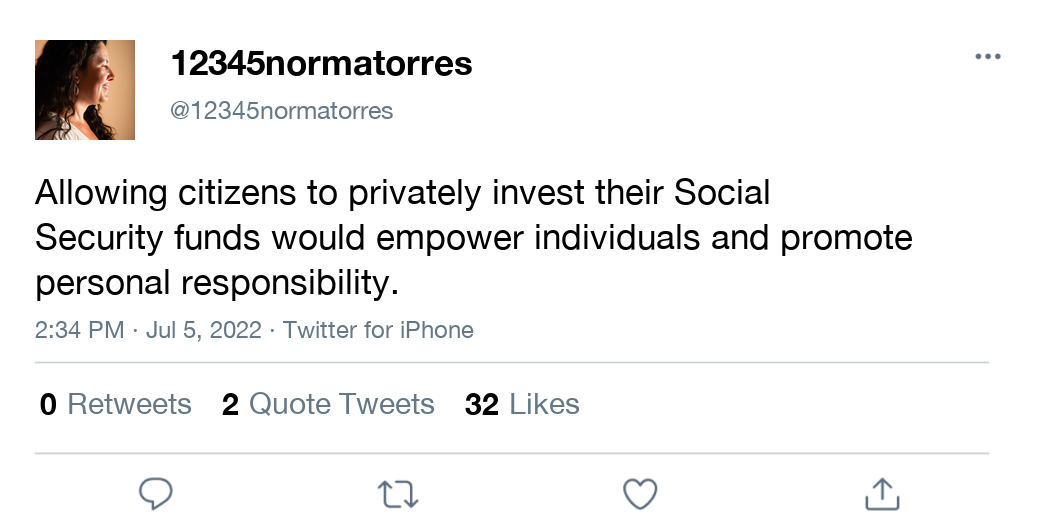 12345normatorres
@12345normatorres
Allowing citizens to privately invest their Social
Security funds would empower individuals and promote
personal responsibility.
2:34 PM · Jul 5, 2022 · Twitter for iPhone
0 Retweets 2 Quote Tweets 32 Likes